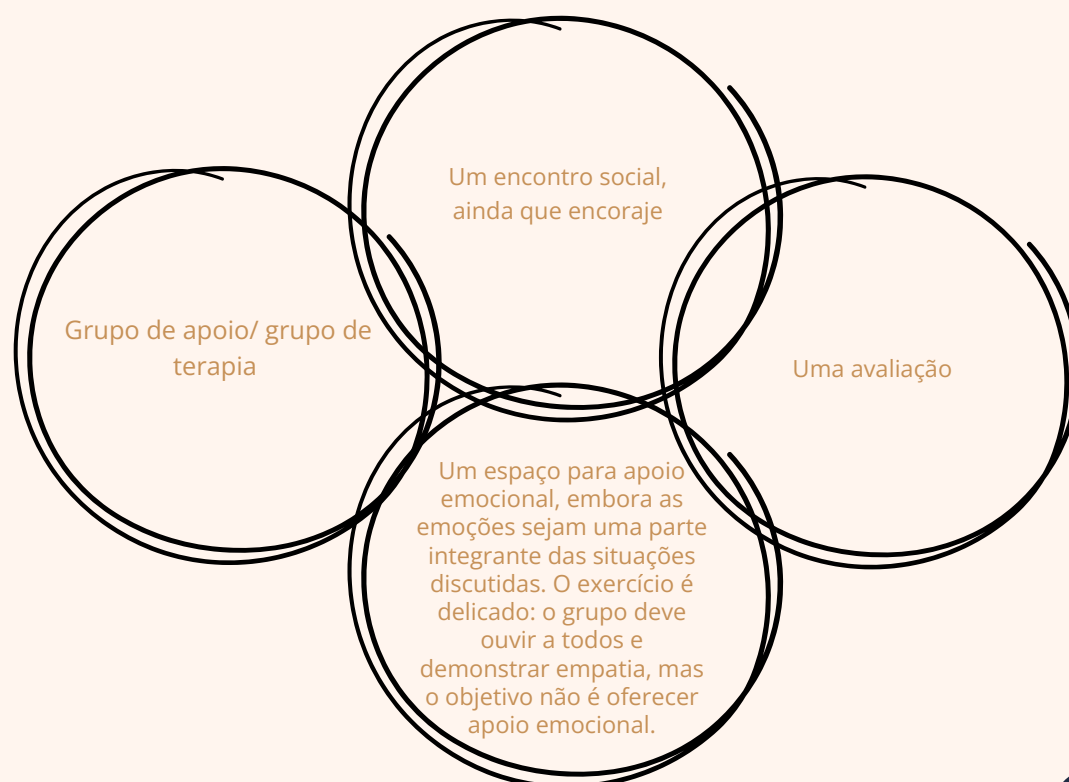 Um encontro social,
ainda que encoraje
Grupo de apoio/ grupo de
terapia
Uma avaliação
Um espaço para apoio
emocional, embora as
emoções sejam uma parte
integrante das situações
discutidas. O exercício é
delicado: o grupo deve
ouvir a todos e
demonstrar empatia, mas
o objetivo não é oferecer
apoio emocional.